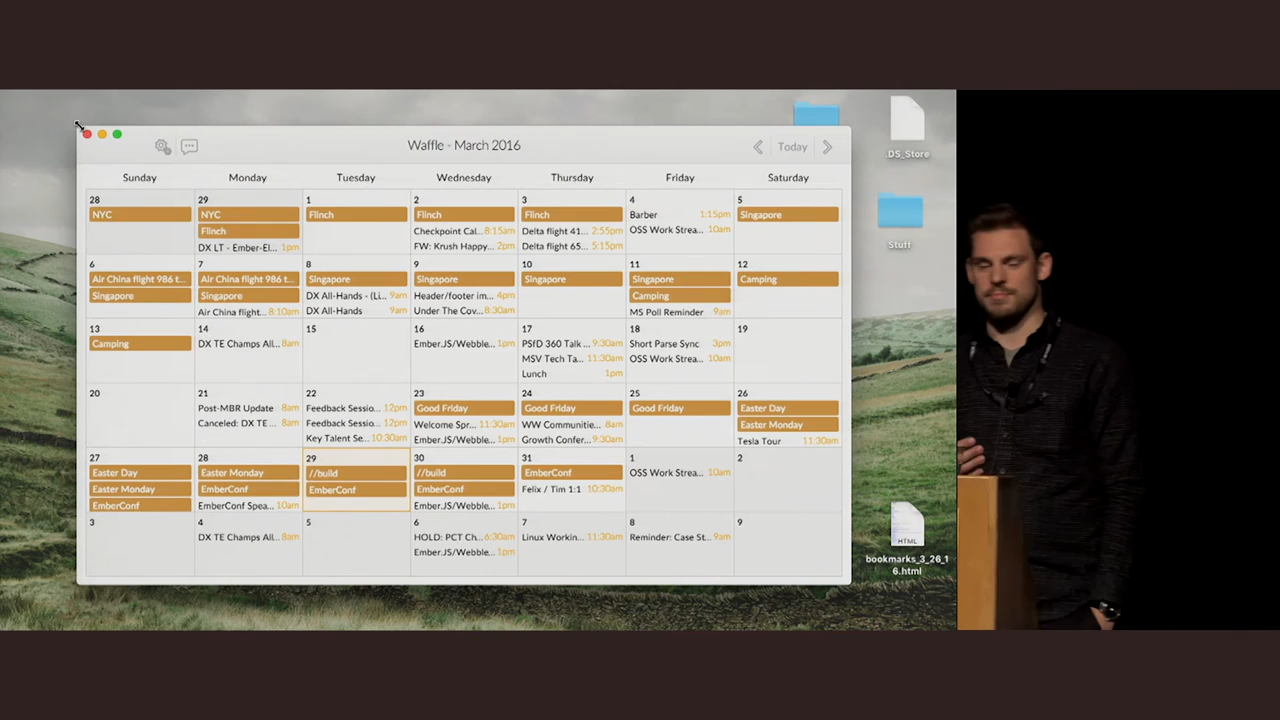 Waffle - March 2016
Today
.DS_Store
Stuff
Sunday Monday Tuesday Wednesday Thursday Friday Saturday
28 29 1 2 3 4 5
NYC
NYC
Flinch
DX LT - Ember-El... 1pm
Flinch
Flinch
Checkpoint Cal... 8:15am
FW: Krush Happy... 2pm
Flinch
Delta flight 41... 2:55pm
Delta flight 65... 5:15pm
Barber 1:15pm
OSS Work Strea... 10am
Singapore
6 7 8 9 10 11 12
Air China flight 986 t...
Singapore
Air China flight 986 t...
Singapore
Air China flight... 8:10am
Singapore
DX All-Hands - (Li... 9am
DX All-Hands 9am
Singapore
Header/footer im... 4pm
Under The Cov... 8:30am
Singapore
Singapore
Camping
MS Poll Reminder 9am
Camping
13 14 15 16 17 18 19
Camping
DX TE Champs All... 8am
Ember.JS/Webble... 1pm
PSfD 360 Talk ... 9:30am
MSV Tech Ta... 11:30am
Lunch 1pm
Short Parse Sync 3pm
OSS Work Strea... 10am
20 21 22 23 24 25 26
Post-MBR Update 8am
Canceled: DX TE ... 8am
Feedback Sessio... 12pm
Feedback Sessio... 12pm
Key Talent Se... 10:30am
Good Friday
Welcome Spr... 11:30am
Ember.JS/Webble... 1pm
Good Friday
WW Communitie... 8am
Growth Confer... 9:30am
Good Friday
Easter Day
Easter Monday
Tesla Tour 11:30am
27 28 29 30 31 1 2
Easter Day
Easter Monday
EmberConf
Easter Monday
EmberConf
EmberConf Spea... 10am
//build
EmberConf
//build
EmberConf
Ember.JS/Webble... 1pm
EmberConf
Felix / Tim 1:1 10:30am
OSS Work Strea... 10am
3 4 5 6 7 8 9
DX TE Champs All... 8am
HOLD: PCT Ch... 6:30am
Ember.JS/Webble... 1pm
Linux Workin... 11:30am
Reminder: Case St... 9am
HTML
bookmarks_3_26_1
6.html